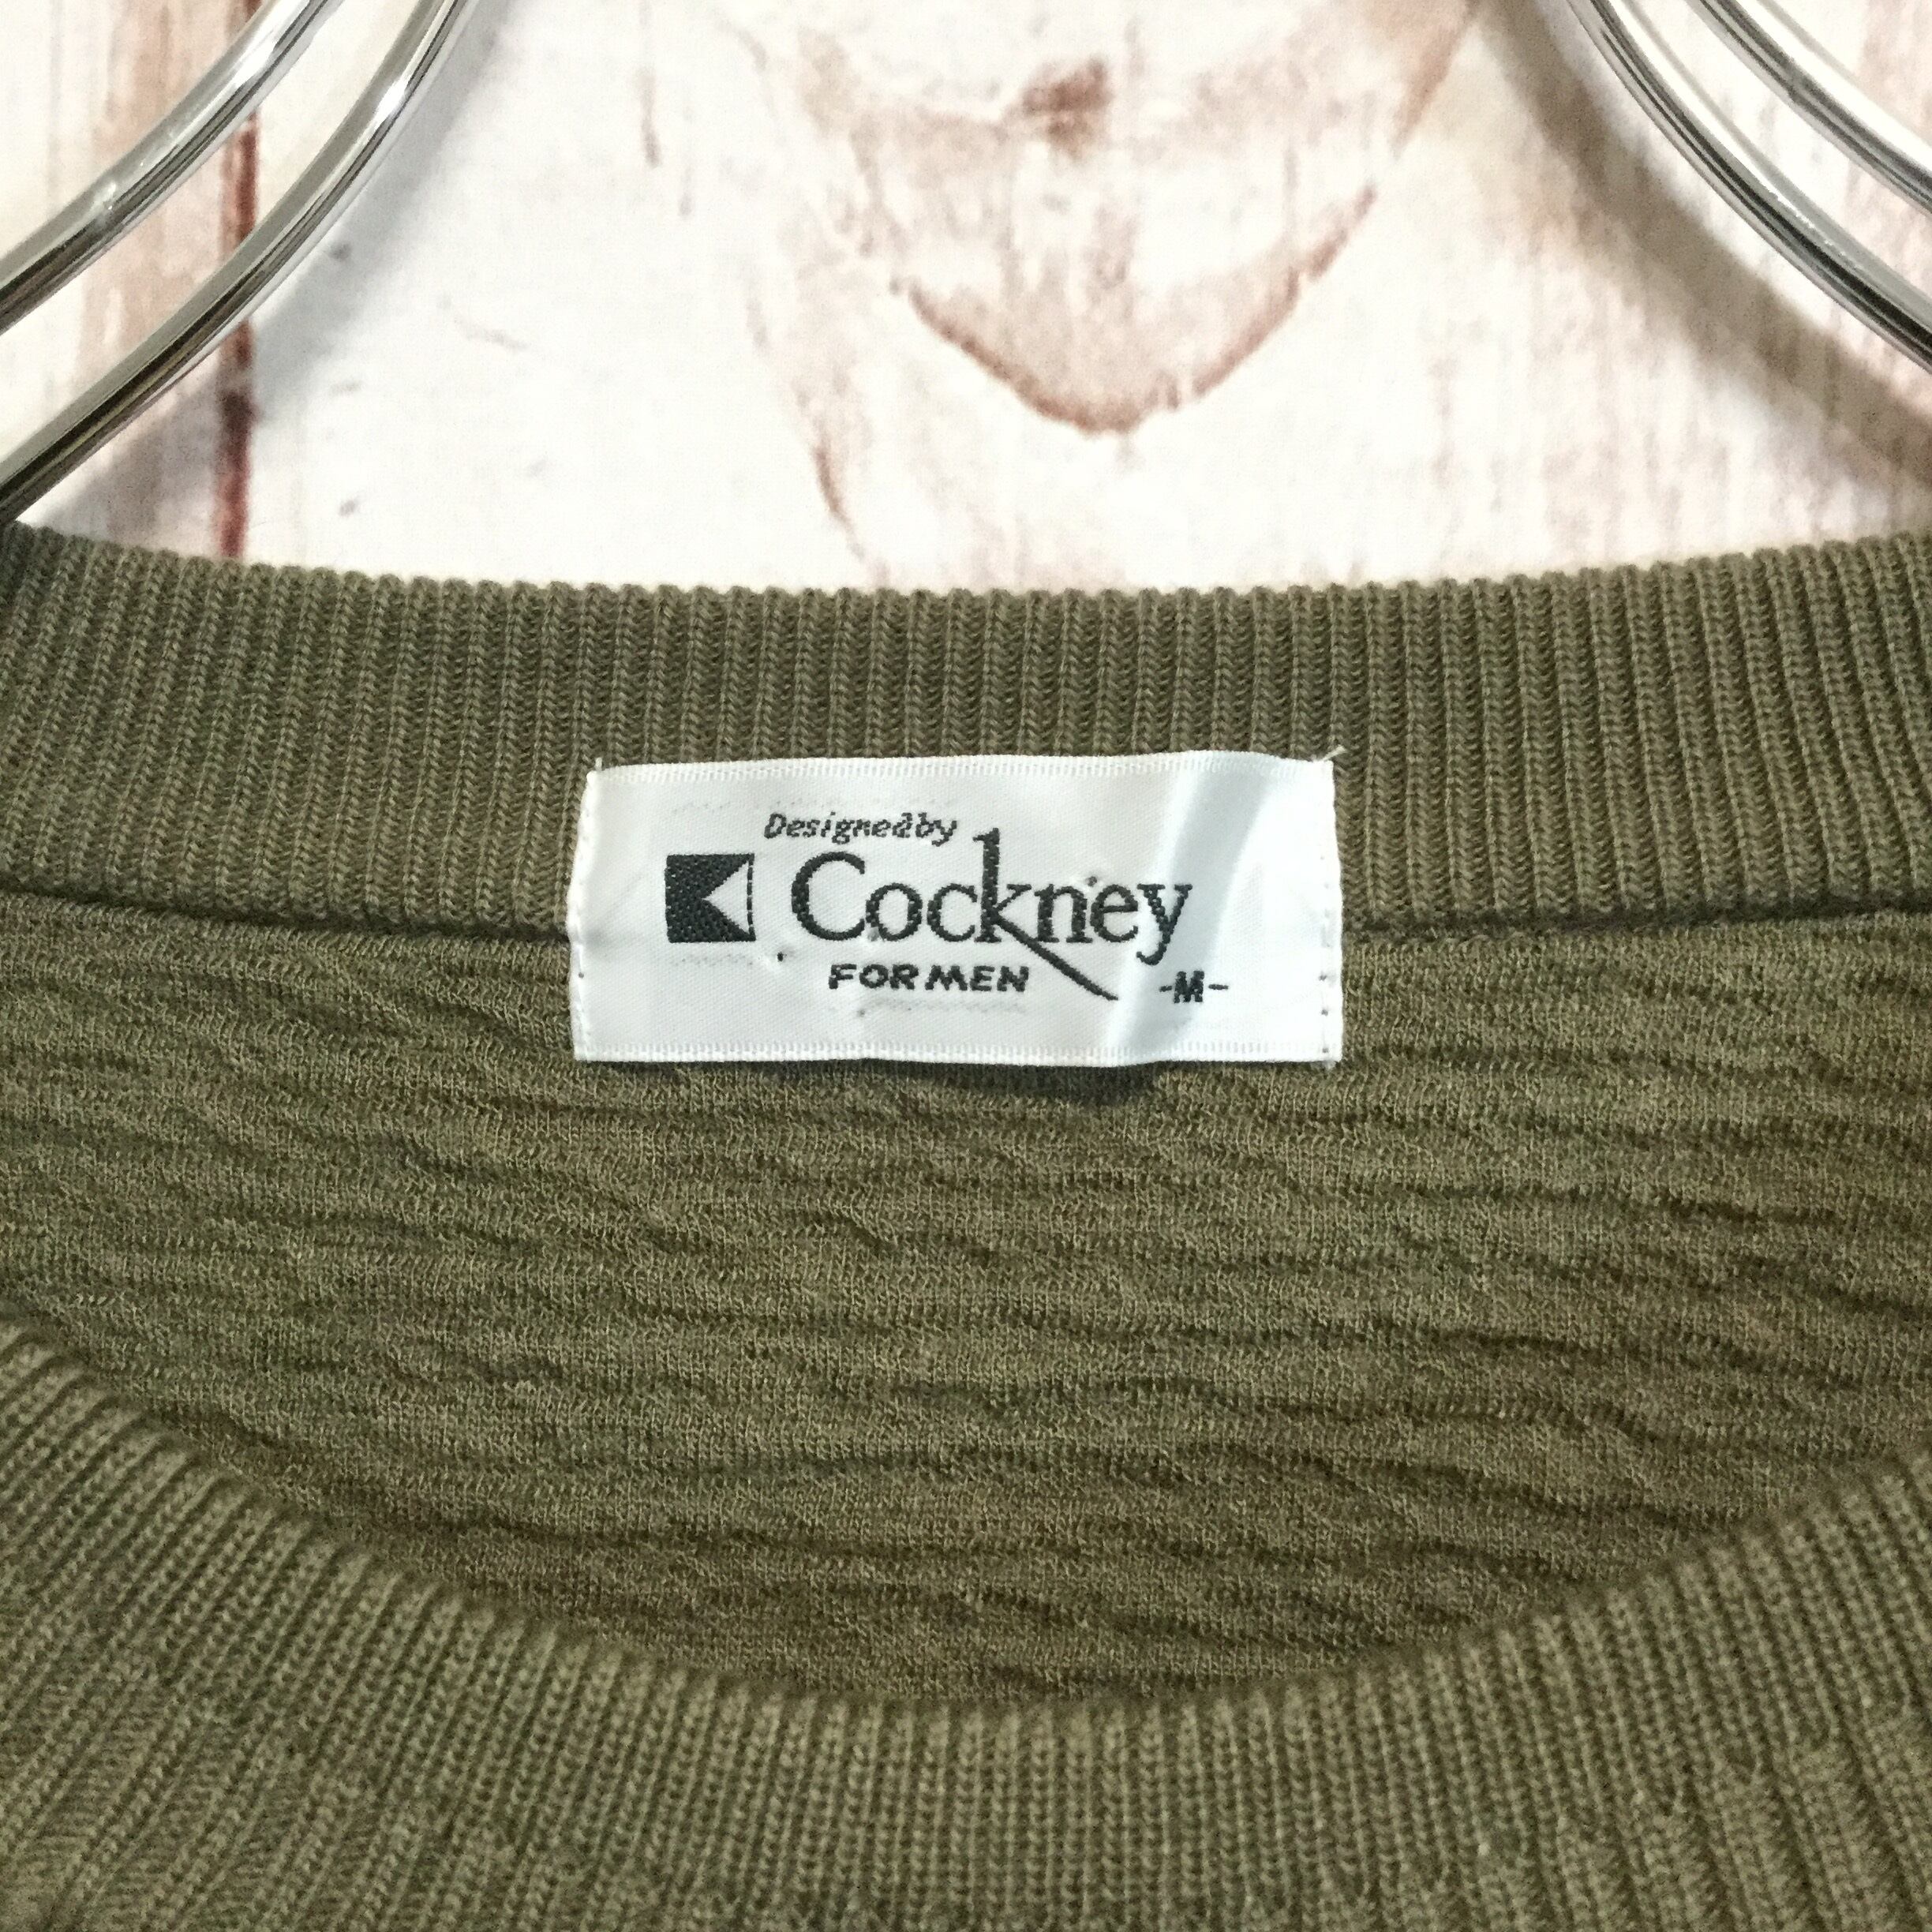 Designed by
Cockney
FOR MEN
-M-